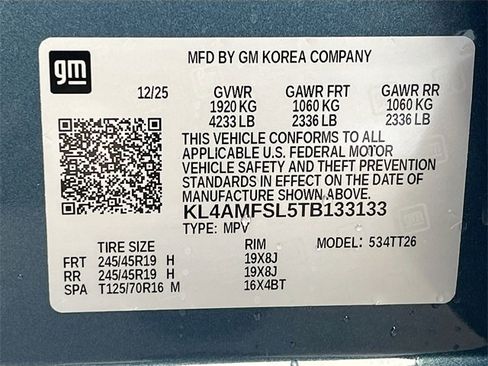 gm
MFD BY GM KOREA COMPANY
12/25 GVWR GAWR FRT GAWR RR
1920 KG 1060 KG 1060 KG
4233 LB 2336 LB 2336 LB
THIS VEHICLE CONFORMS TO ALL
APPLICABLE U.S. FEDERAL MOTOR
VEHICLE SAFETY AND THEFT PREVENTION
STANDARDS IN EFFECT ON THE DATE OF
MANUFACTURE SHOWN ABOVE.
KL4AMFSL5TB133133
TYPE: MPV
TIRE SIZE RIM MODEL: 534TT26
FRT 245/45R19 H 19X8J
RR 245/45R19 H 19X8J
SPA T125/70R16 M 16X4BT